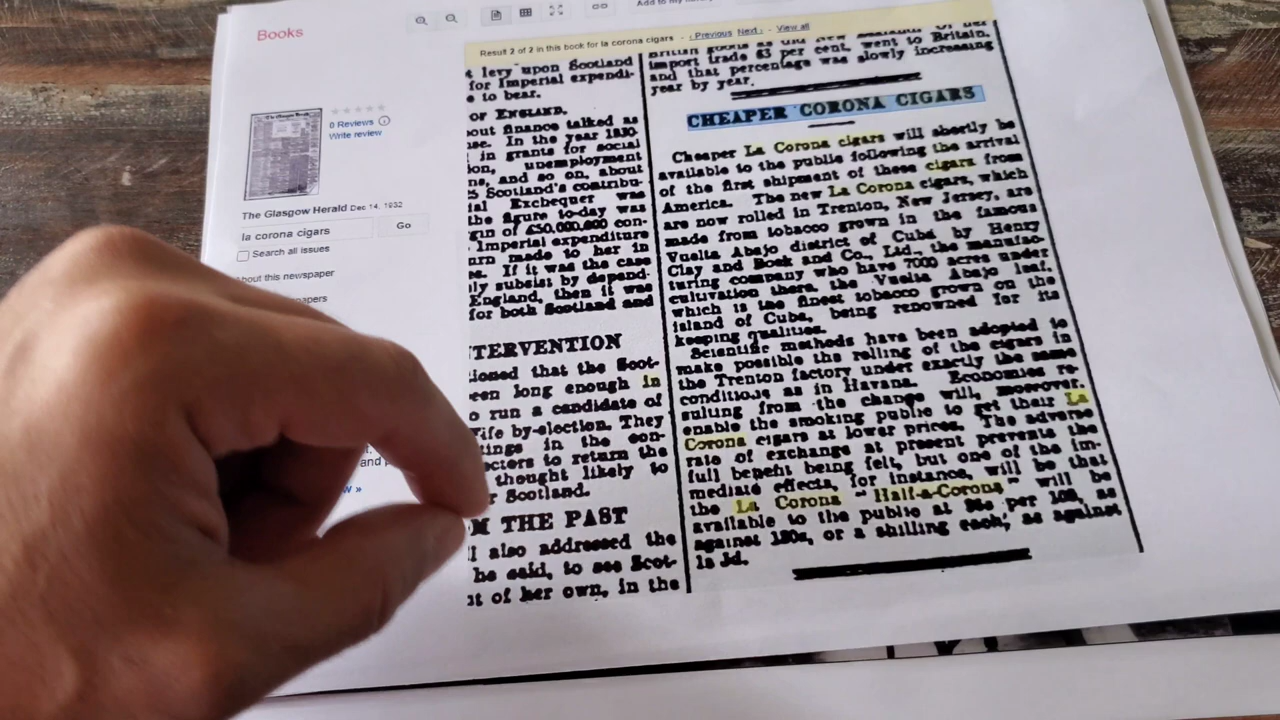 Books
Add to my
Result 2 of 2 in this book for la corona cigars - ‹ Previous Next › - View all
0 Reviews
Write review
The Glasgow Herald Dec 14, 1932
la corona cigars
Go
Search all issues
bout this newspaper
papers
levy upon Scotland
for Imperial expendi-
e to bear.
OF ENGLAND.
out finance talked as
se. In the year 1830-
in grants for social
ion, unemployment
ns, and so on, about
Scotland's contribu-
ial Exchequer was
the figure to-day was
gin of £50,000,000 con-
Imperial expenditure
urn made to her in
e. If it was the case
ly subsist by depend-
England, then it was
for both Scotland and
TERVENTION
ioned that the Scot-
een long enough in
o run a candidate of
Fife by-election. They
tings in the con-
ectors to return the
thought likely to
r Scotland.
M THE PAST
l also addressed the
he said, to see Scot-
nt of her own, in the
British goods as did
import trade 63 per cent. went to Britain,
and that percentage was slowly increasing
year by year.
CHEAPER CORONA CIGARS
Cheaper La Corona cigars will shortly be
available to the public following the arrival
of the first shipment of these cigars from
America. The new La Corona cigars, which
are now rolled in Trenton, New Jersey, are
made from tobacco grown in the famous
Vuelta Abajo district of Cuba by Henry
Clay and Bock and Co., Ltd., the manufac-
turing company who have 7000 acres under
cultivation there, the Vuelta Abajo leaf,
which is the finest tobacco grown on the
island of Cuba, being renowned for its
keeping qualities.
Scientific methods have been adopted to
make possible the rolling of the cigars in
the Trenton factory under exactly the same
conditions as in Havana. Economies re-
sulting from the change will, moreover,
enable the smoking public to get their La
Corona cigars at lower prices. The adverse
rate of exchange at present prevents the
full benefit being felt, but one of the im-
mediate effects, for instance, will be that
the La Corona "Half-a-Corona" will be
available to the public at per 100, as
against 130s, or a shilling each, as against
1s 3d.